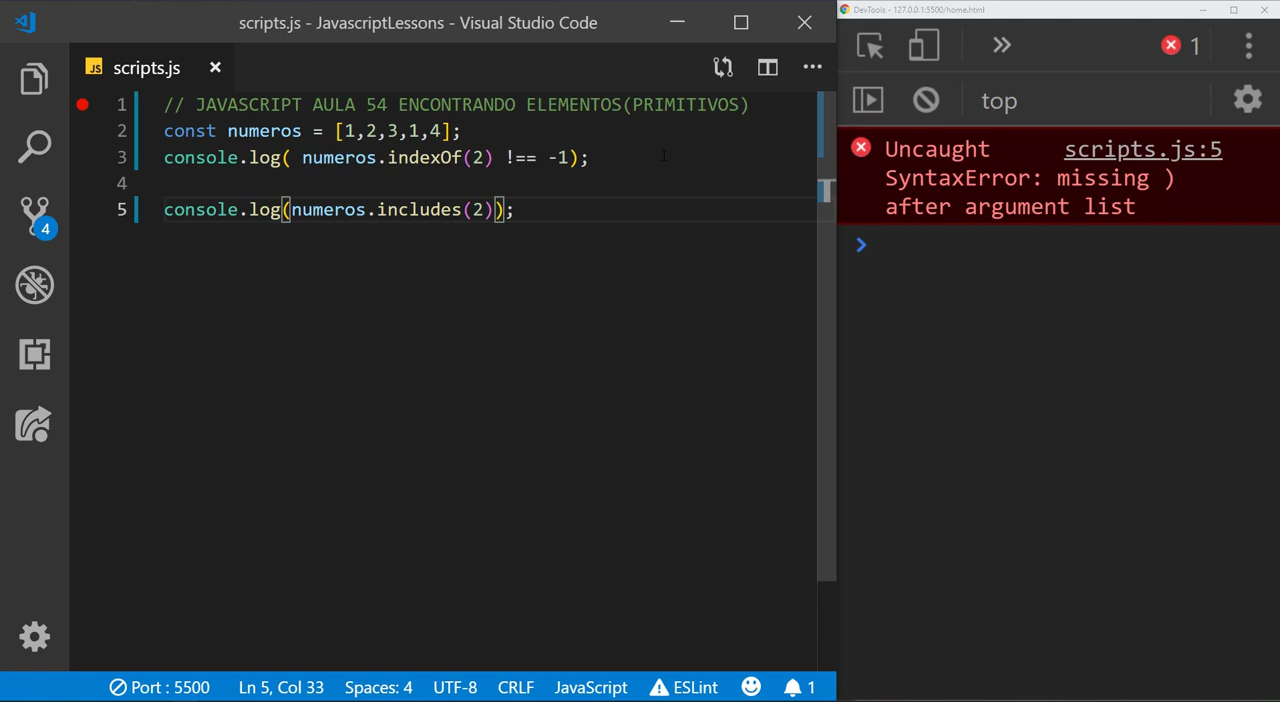 scripts.js - JavascriptLessons - Visual Studio Code
DevTools - 127.0.0.1:5500/home.html
JS scripts.js
1
top
1 // JAVASCRIPT AULA 54 ENCONTRANDO ELEMENTOS(PRIMITIVOS)
2 const numeros = [1,2,3,1,4];
3 console.log( numeros.indexOf(2) !== -1);
4
5 console.log(numeros.includes(2));
4
Uncaught scripts.js:5
SyntaxError: missing )
after argument list
Port : 5500 Ln 5, Col 33 Spaces: 4 UTF-8 CRLF JavaScript ESLint 1